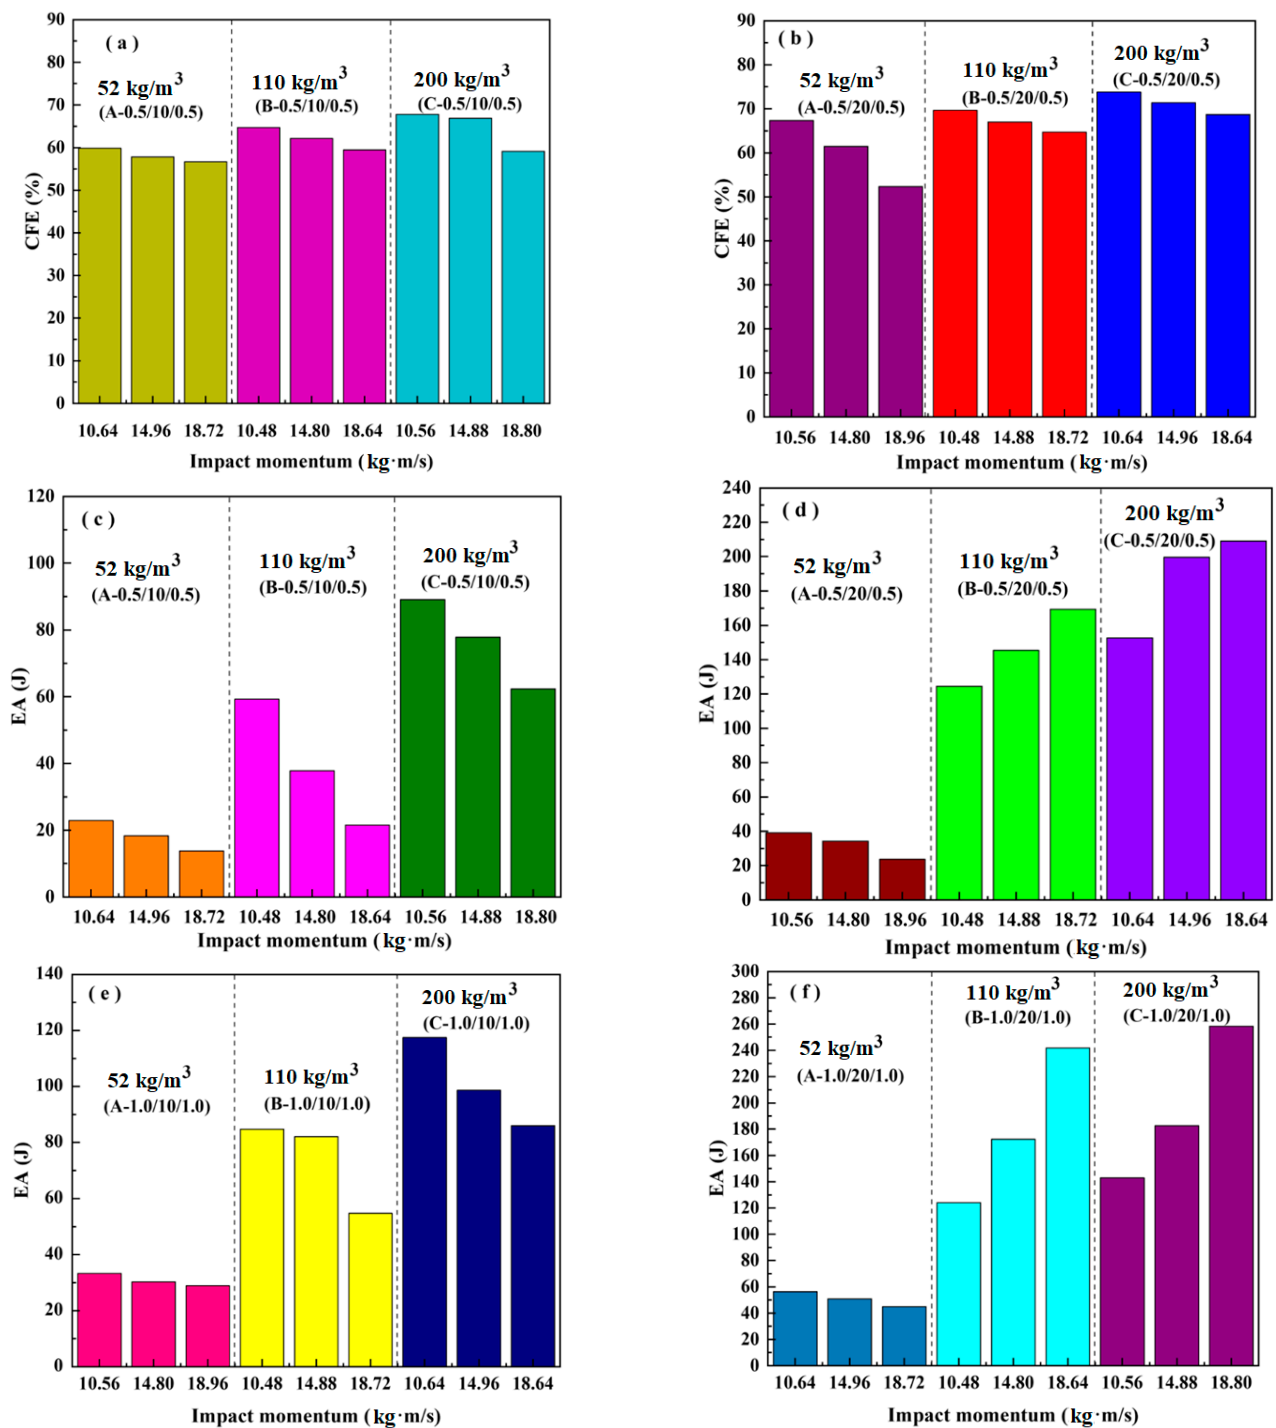 ( a )
52 kg/m³
(A-0.5/10/0.5)
110 kg/m³
(B-0.5/10/0.5)
200 kg/m³
(C-0.5/10/0.5)
CFE (%)
90
80
70
60
50
40
30
20
10
0
10.64 14.96 18.72 10.48 14.80 18.64 10.56 14.88 18.80
Impact momentum (kg·m/s)
( b )
52 kg/m³
(A-0.5/20/0.5)
110 kg/m³
(B-0.5/20/0.5)
200 kg/m³
(C-0.5/20/0.5)
CFE (%)
90
80
70
60
50
40
30
20
10
0
10.56 14.80 18.96 10.48 14.88 18.72 10.64 14.96 18.64
Impact momentum (kg·m/s)
( c )
52 kg/m³
(A-0.5/10/0.5)
110 kg/m³
(B-0.5/10/0.5)
200 kg/m³
(C-0.5/10/0.5)
EA (J)
120
100
80
60
40
20
0
10.64 14.96 18.72 10.48 14.80 18.64 10.56 14.88 18.80
Impact momentum (kg·m/s)
( d )
52 kg/m³
(A-0.5/20/0.5)
110 kg/m³
(B-0.5/20/0.5)
200 kg/m³
(C-0.5/20/0.5)
EA (J)
240
220
200
180
160
140
120
100
80
60
40
20
0
10.56 14.80 18.96 10.48 14.88 18.72 10.64 14.96 18.64
Impact momentum (kg·m/s)
( e )
52 kg/m³
(A-1.0/10/1.0)
110 kg/m³
(B-1.0/10/1.0)
200 kg/m³
(C-1.0/10/1.0)
EA (J)
140
120
100
80
60
40
20
0
10.56 14.80 18.96 10.48 14.88 18.72 10.64 14.96 18.64
Impact momentum (kg·m/s)
( f )
52 kg/m³
(A-1.0/20/1.0)
110 kg/m³
(B-1.0/20/1.0)
200 kg/m³
(C-1.0/20/1.0)
EA (J)
300
280
260
240
220
200
180
160
140
120
100
80
60
40
20
0
10.64 14.96 18.72 10.48 14.80 18.64 10.56 14.88 18.80
Impact momentum (kg·m/s)